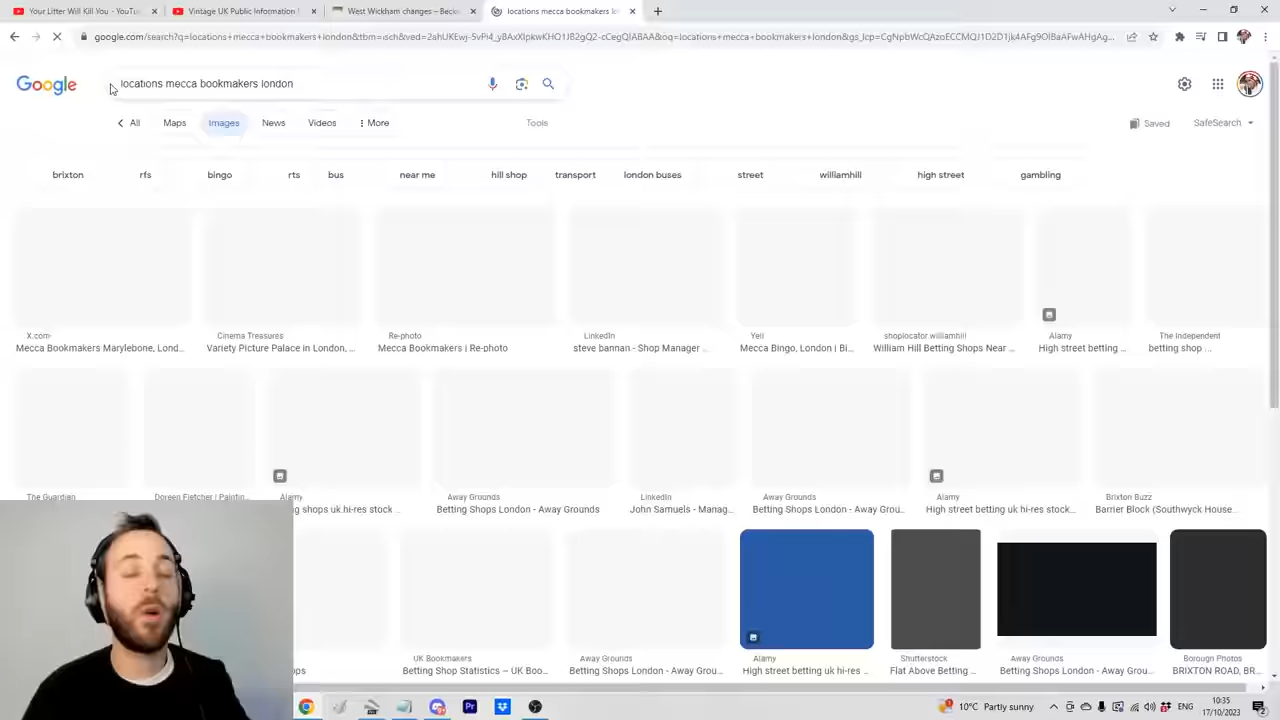 Your Litter Will Kill You - YouTu
Vintage UK Public Information
West Wickham changes – Becke
locations mecca bookmakers lo
google.com/search?q=locations+mecca+bookmakers+london&tbm=isch&ved=
Google
locations mecca bookmakers london
All
Maps
Images
News
Videos
More
Tools
Saved
SafeSearch
brixton
rfs
bingo
rts
bus
near me
hill shop
transport
london buses
street
williamhill
high street
gambling
X.com
Cinema Treasures
Re-photo
LinkedIn
Yell
shoplocator.williamhill
Alamy
The Independent
Mecca Bookmakers Marylebone, Lond...
Variety Picture Palace in London, ...
Mecca Bookmakers | Re-photo
steve bannan - Shop Manager ...
Mecca Bingo, London | Bi...
William Hill Betting Shops Near ...
High street betting ...
betting shop ...
The Guardian
Doreen Fletcher | Paintin...
Alamy
Away Grounds
LinkedIn
Away Grounds
Alamy
Brixton Buzz
g shops uk hi-res stock ...
Betting Shops London - Away Grounds
John Samuels - Manag...
Betting Shops London - Away Grou...
High street betting uk hi-res stock...
Barrier Block (Southwyck House...
UK Bookmakers
Away Grounds
Alamy
Shutterstock
Away Grounds
Borough Photos
ops
Betting Shop Statistics – UK Boo...
Betting Shops London - Away Grou...
High street betting uk hi-res ...
Flat Above Betting ...
Betting Shops London - Away Grou...
BRIXTON ROAD, BR...
Pr
10°C Partly sunny
ENG
10:35
17/10/2023